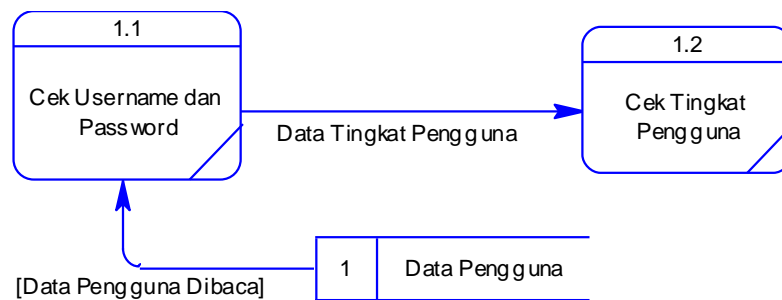 1.1
Cek Username dan
Password
Data Tingkat Pengguna
1.2
Cek Tingkat
Pengguna
1
Data Pengguna
[Data Pengguna Dibaca]